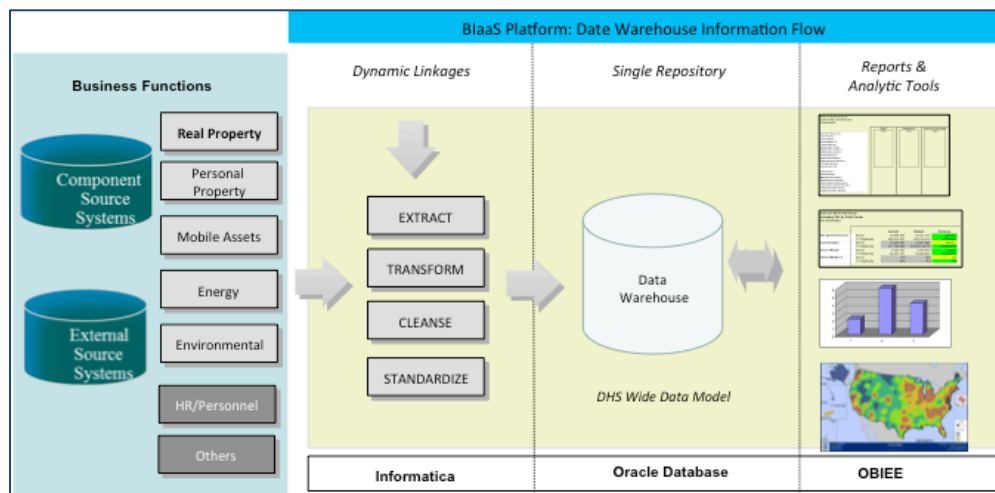 BIaaS Platform: Date Warehouse Information Flow
Business Functions
Component
Source
Systems
External
Source
Systems
Real Property
Personal
Property
Mobile Assets
Energy
Environmental
HR/Personnel
Others
Dynamic Linkages
EXTRACT
TRANSFORM
CLEANSE
STANDARDIZE
Informatica
Single Repository
Data
Warehouse
DHS Wide Data Model
Oracle Database
Reports &
Analytic Tools
OBIEE